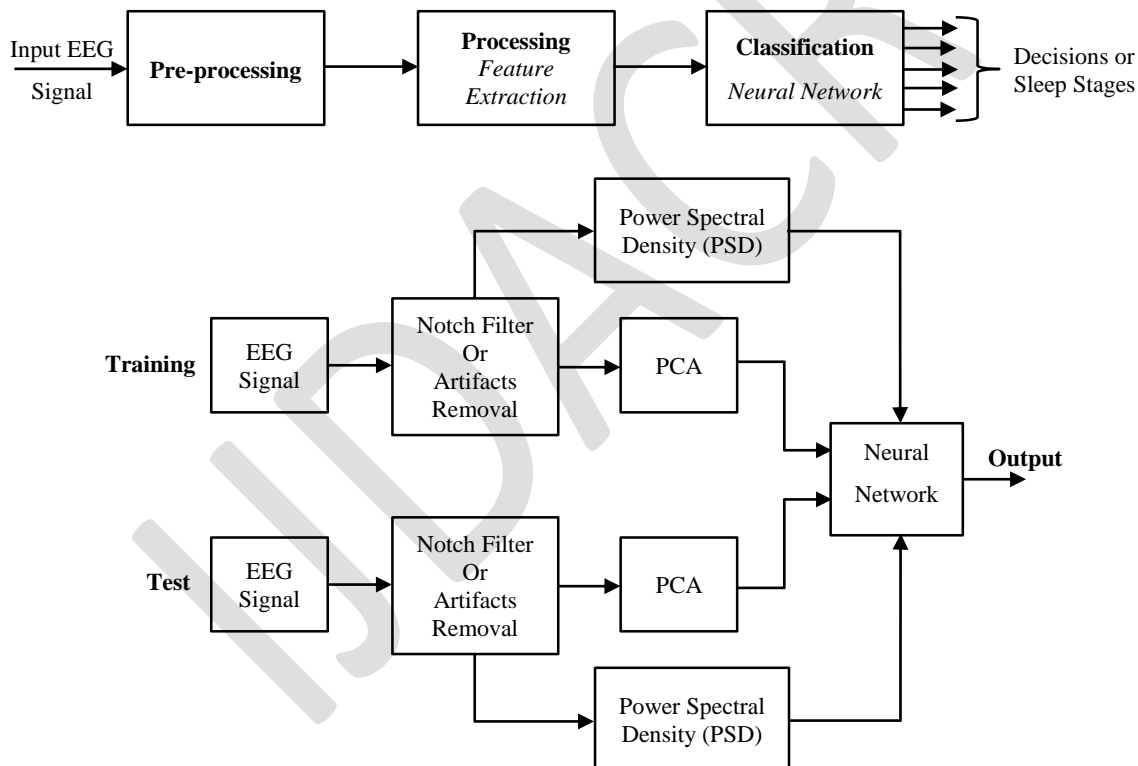 Input EEG
Signal
Pre-processing
Processing
Feature
Extraction
Classification
Neural Network
Decisions or
Sleep Stages
Power Spectral
Density (PSD)
Training
EEG
Signal
Notch Filter
Or
Artifacts
Removal
PCA
Neural
Network
Output
Test
EEG
Signal
Notch Filter
Or
Artifacts
Removal
PCA
Power Spectral
Density (PSD)
IJDACR